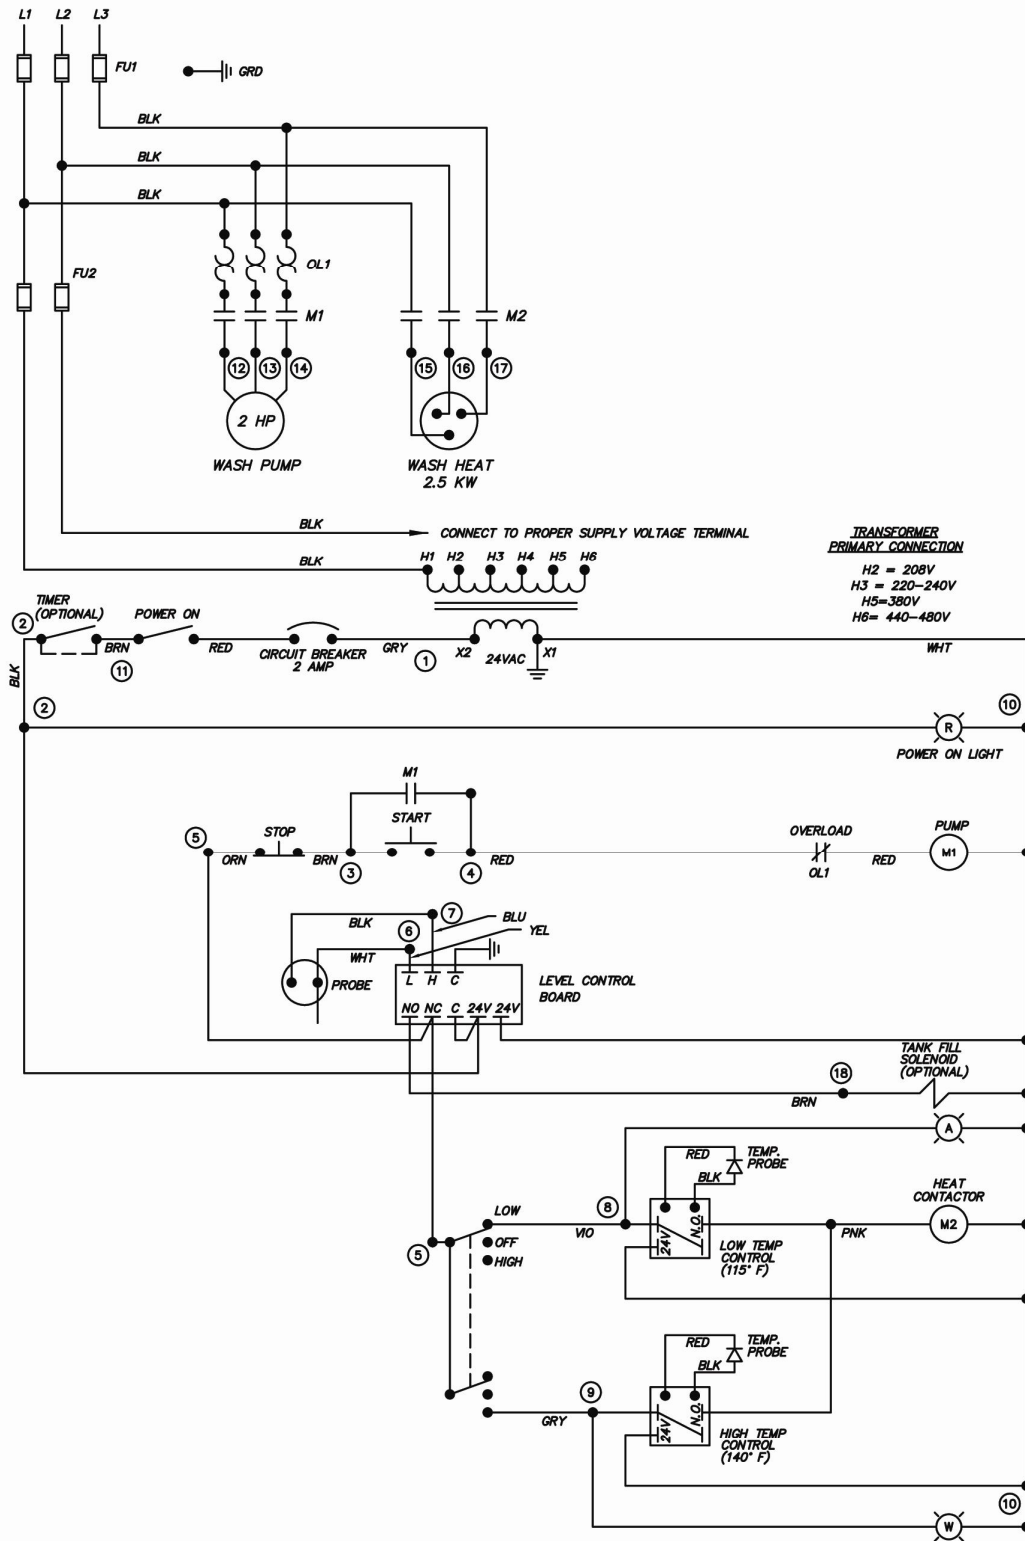 L1 L2 L3
FU1
GRD
BLK
BLK
BLK
FU2
OL1
M1
M2
12 13 14 15 16 17
2 HP
WASH PUMP
WASH HEAT
2.5 KW
BLK
CONNECT TO PROPER SUPPLY VOLTAGE TERMINAL
BLK
H1 H2 H3 H4 H5 H6
TRANSFORMER
PRIMARY CONNECTION
H2 = 208V
H3 = 220-240V
H5=380V
H6= 440-480V
TIMER
(OPTIONAL)
POWER ON
2
BRN
11
RED
CIRCUIT BREAKER
2 AMP
GRY
1
X2
24VAC
X1
WHT
BLK
2
10
R
POWER ON LIGHT
M1
START
STOP
5
ORN
BRN
3
4
RED
OVERLOAD
OL1
RED
PUMP
M1
7
BLK
BLU
6
YEL
WHT
PROBE
L H C
NO NC C 24V 24V
LEVEL CONTROL
BOARD
TANK FILL
SOLENOID
(OPTIONAL)
18
BRN
A
RED
BLK
TEMP.
PROBE
HEAT
CONTACTOR
M2
LOW
OFF
HIGH
5
VIO
8
24V
N.O.
PNK
LOW TEMP
CONTROL
(115° F)
RED
BLK
TEMP.
PROBE
9
GRY
24V
N.O.
HIGH TEMP
CONTROL
(140° F)
10
W